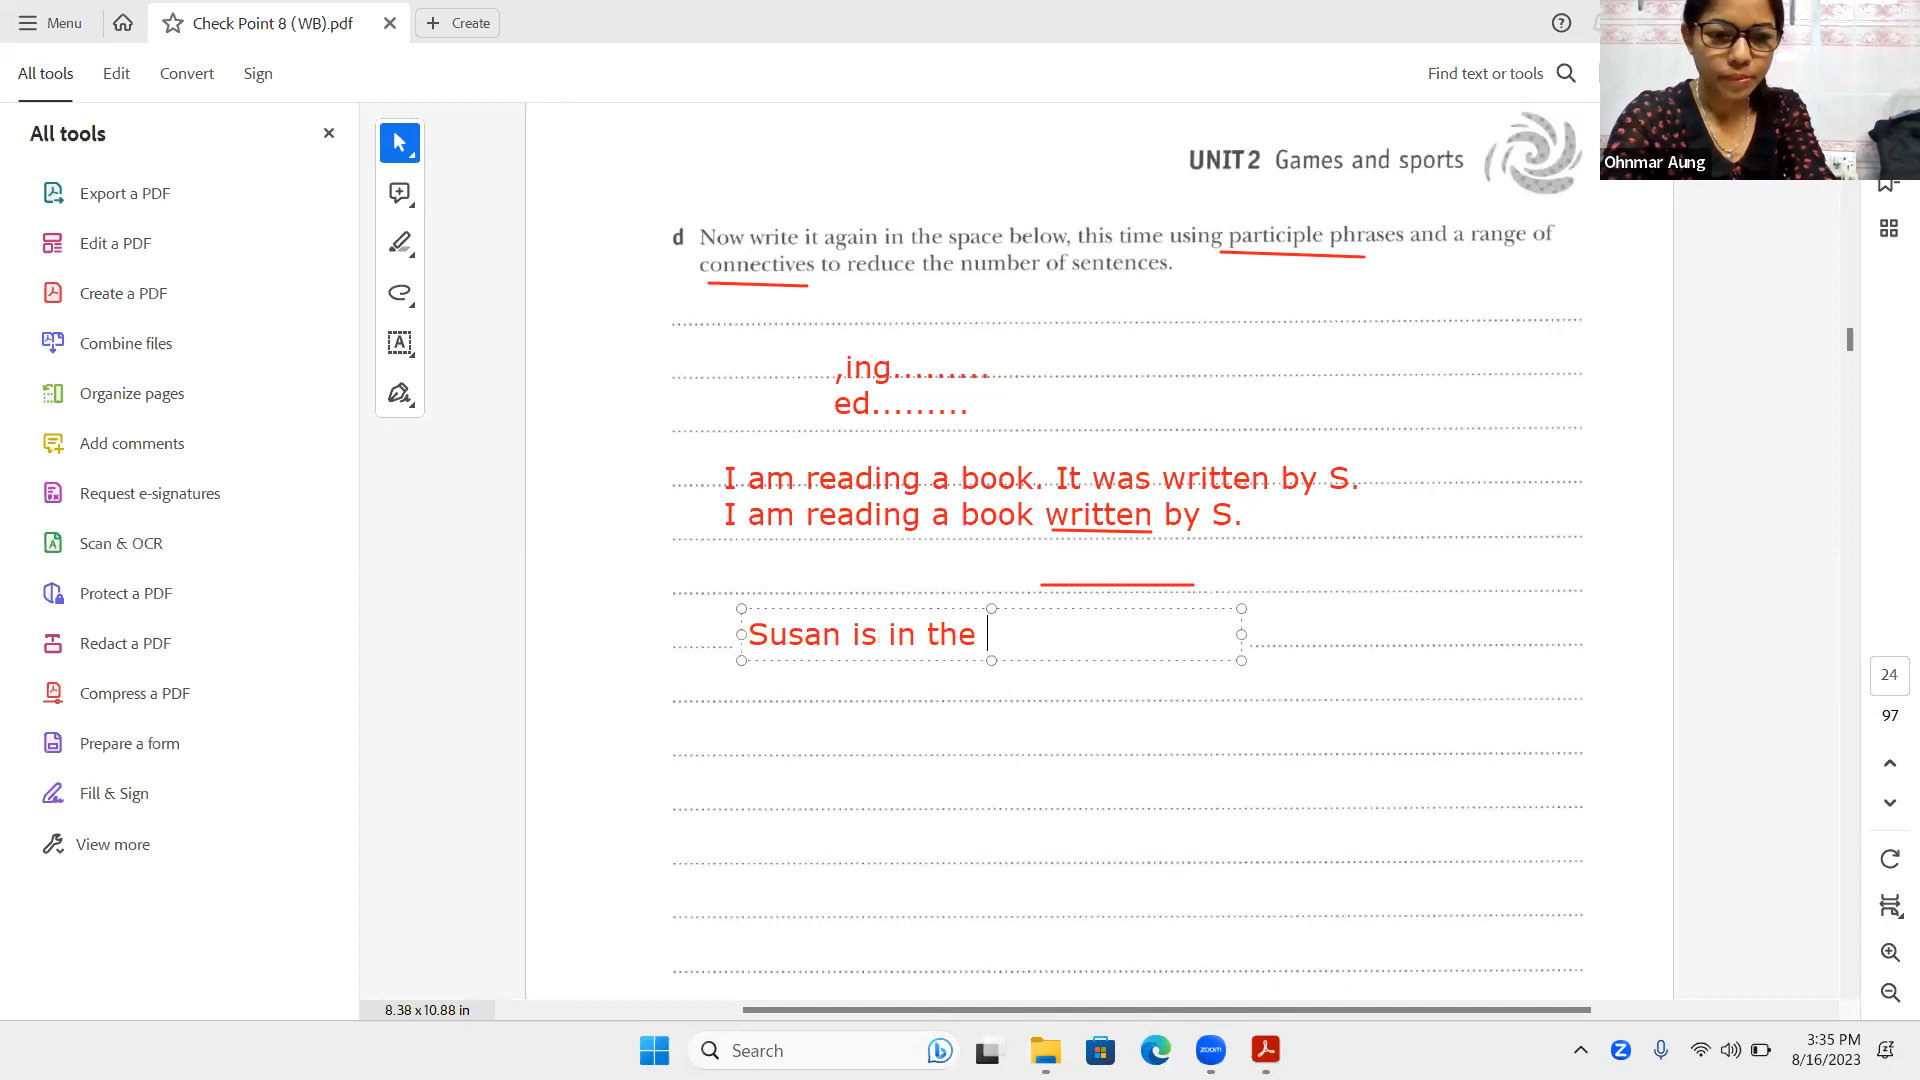 Menu
Check Point 8 (WB).pdf
Create
All tools
Edit
Convert
Sign
Find text or tools
Ohnmar Aung
All tools
Export a PDF
Edit a PDF
Create a PDF
Combine files
Organize pages
Add comments
Request e-signatures
Scan & OCR
Protect a PDF
Redact a PDF
Compress a PDF
Prepare a form
Fill & Sign
View more
UNIT 2 Games and sports
d Now write it again in the space below, this time using participle phrases and a range of
connectives to reduce the number of sentences.
,ing.........
ed.........
I am reading a book. It was written by S.
I am reading a book written by S.
Susan is in the
24
97
8.38 x 10.88 in
Search
zoom
3:35 PM
8/16/2023